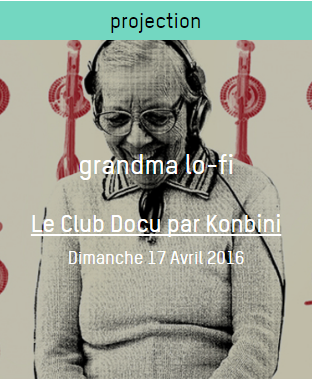 projection
grandma lo-fi
Le Club Docu par Konbini
Dimanche 17 Avril 2016